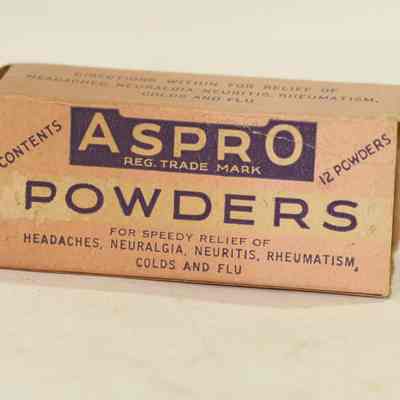 DIRECTIONS WITHIN FOR RELIEF OF
HEADACHES, NEURALGIA, NEURITIS, RHEUMATISM,
COLDS AND FLU
CONTENTS
ASPRO
REG. TRADE MARK
12 POWDERS
POWDERS
FOR SPEEDY RELIEF OF
HEADACHES, NEURALGIA, NEURITIS, RHEUMATISM,
COLDS AND FLU